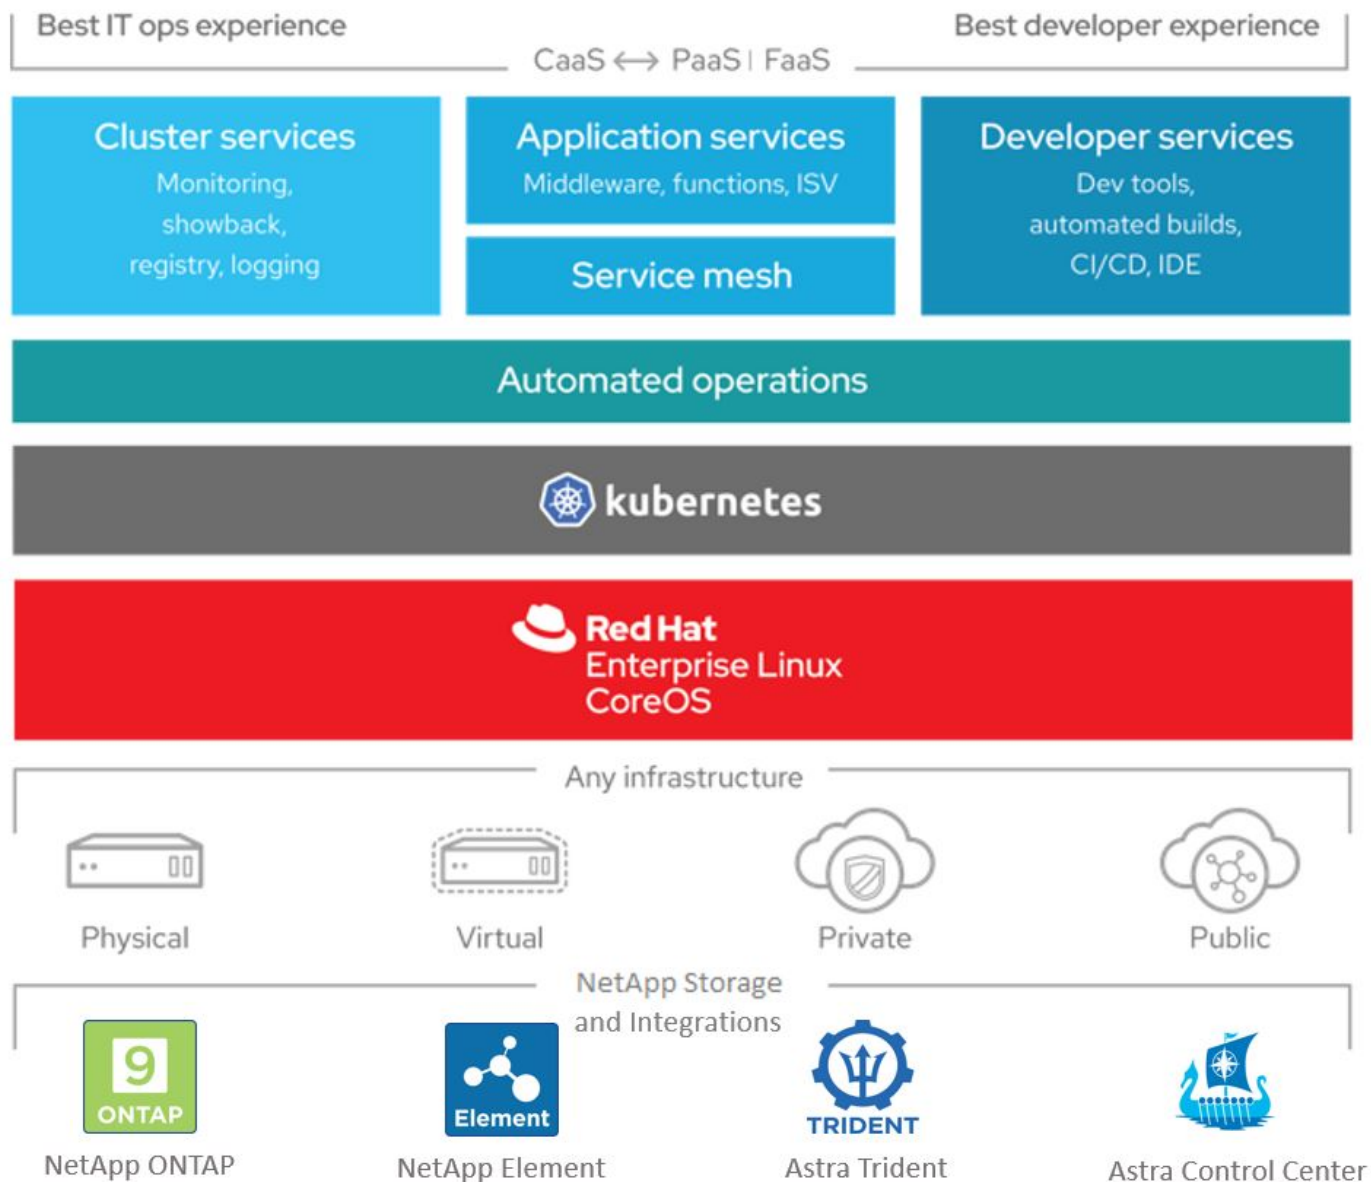 Best IT ops experience
Best developer experience
CaaS ↔ PaaS | FaaS
Cluster services
Monitoring,
showback,
registry, logging
Application services
Middleware, functions, ISV
Service mesh
Developer services
Dev tools,
automated builds,
CI/CD, IDE
Automated operations
kubernetes
Red Hat
Enterprise Linux
CoreOS
Any infrastructure
Physical
Virtual
Private
Public
NetApp Storage
and Integrations
9
ONTAP
Element
TRIDENT
NetApp ONTAP
NetApp Element
Astra Trident
Astra Control Center